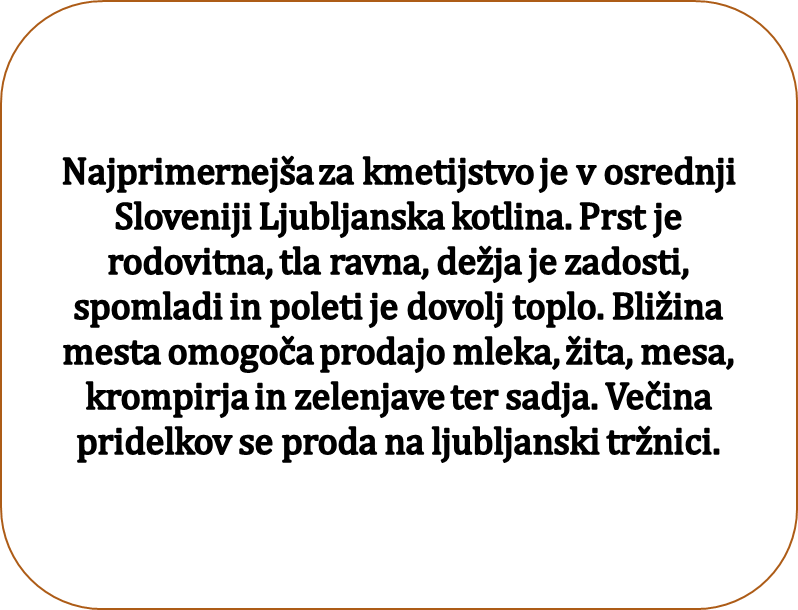 Najprimernejša za kmetijstvo je v osrednji
Sloveniji Ljubljanska kotlina. Prst je
rodovitna, tla ravna, dežja je zadosti,
spomladi in poleti je dovolj toplo. Bližina
mesta omogoča prodajo mleka, žita, mesa,
krompirja in zelenjave ter sadja. Večina
pridelkov se proda na ljubljanski tržnici.